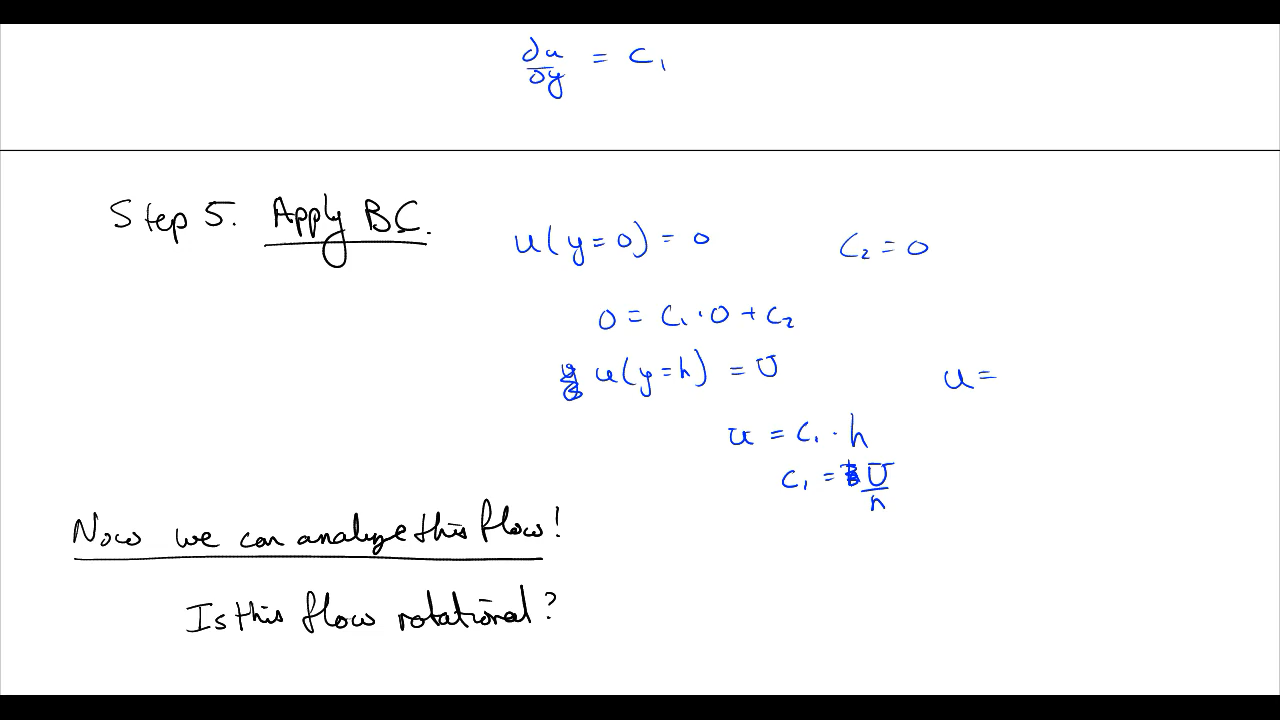 ∂u/∂y = C₁
Step 5. Apply BC.
u(y=0) = 0 C₂ = 0
0 = C₁·0 + C₂
u(y=h) = U u =
u = C₁·h
C₁ = U/h
Now we can analyze this flow!
Is this flow rotational?